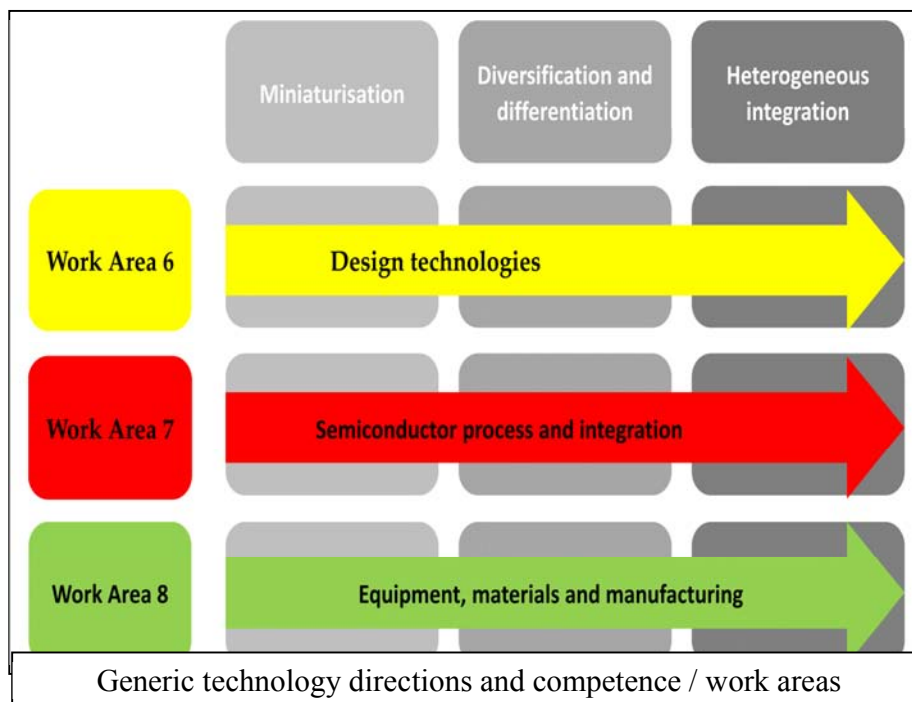 Miniaturisation
Diversification and
differentiation
Heterogeneous
integration
Work Area 6
Design technologies
Work Area 7
Semiconductor process and integration
Work Area 8
Equipment, materials and manufacturing
Generic technology directions and competence / work areas